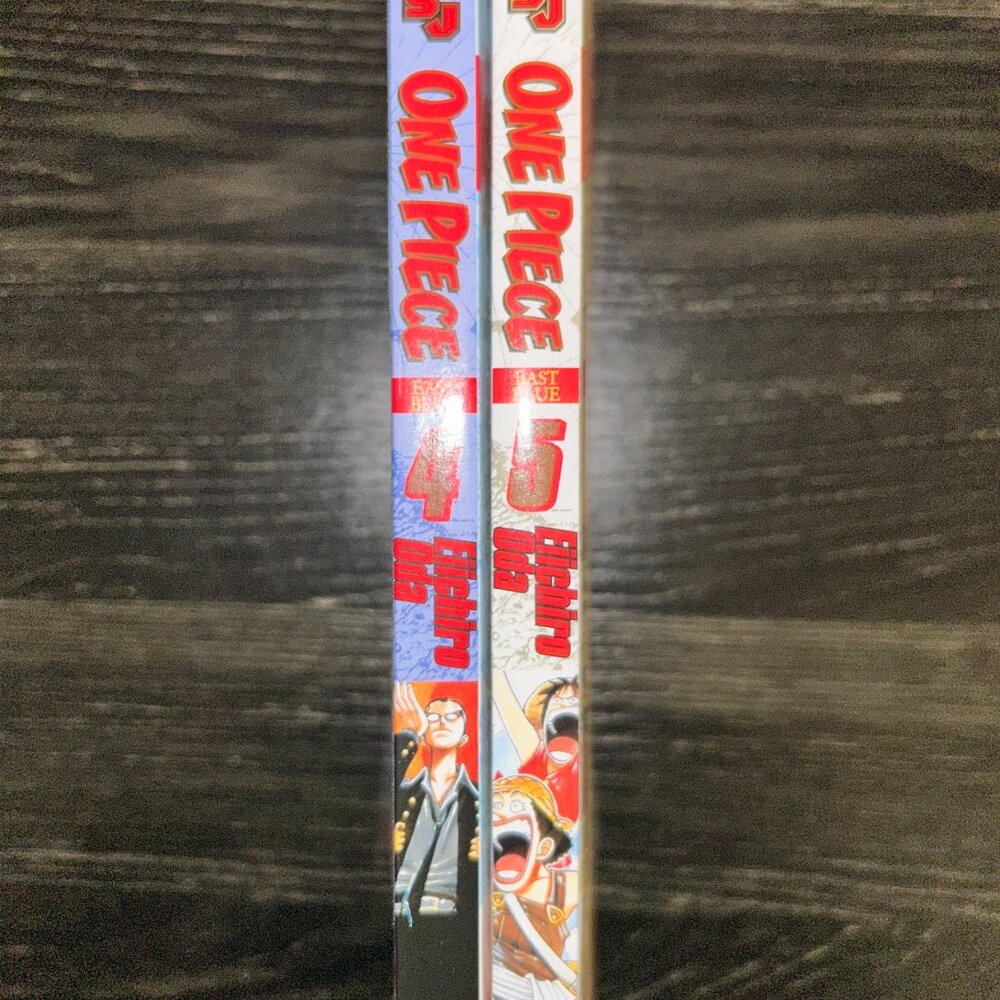 ONE PIECE
EAST
BLUE
4
Eiichiro
Oda
ONE PIECE
EAST
BLUE
5
Eiichiro
Oda